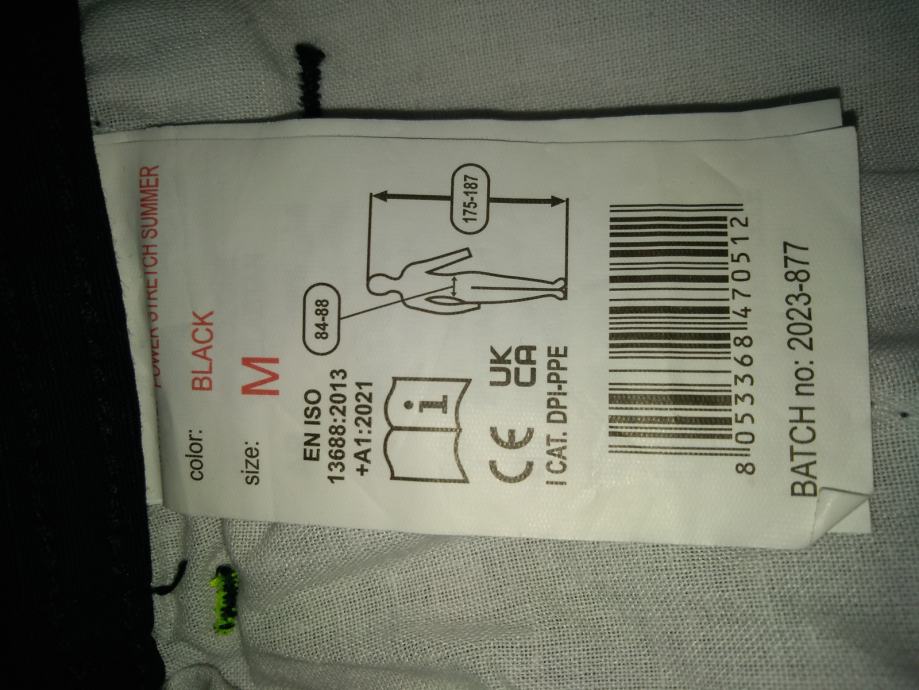 POWER STRETCH SUMMER
color: BLACK
size: M
EN ISO
13688:2013
+A1:2021
84-88
175-187
i
CE UK
CA
I CAT. DPI-PPE
8 053368 470512
BATCH no: 2023-877